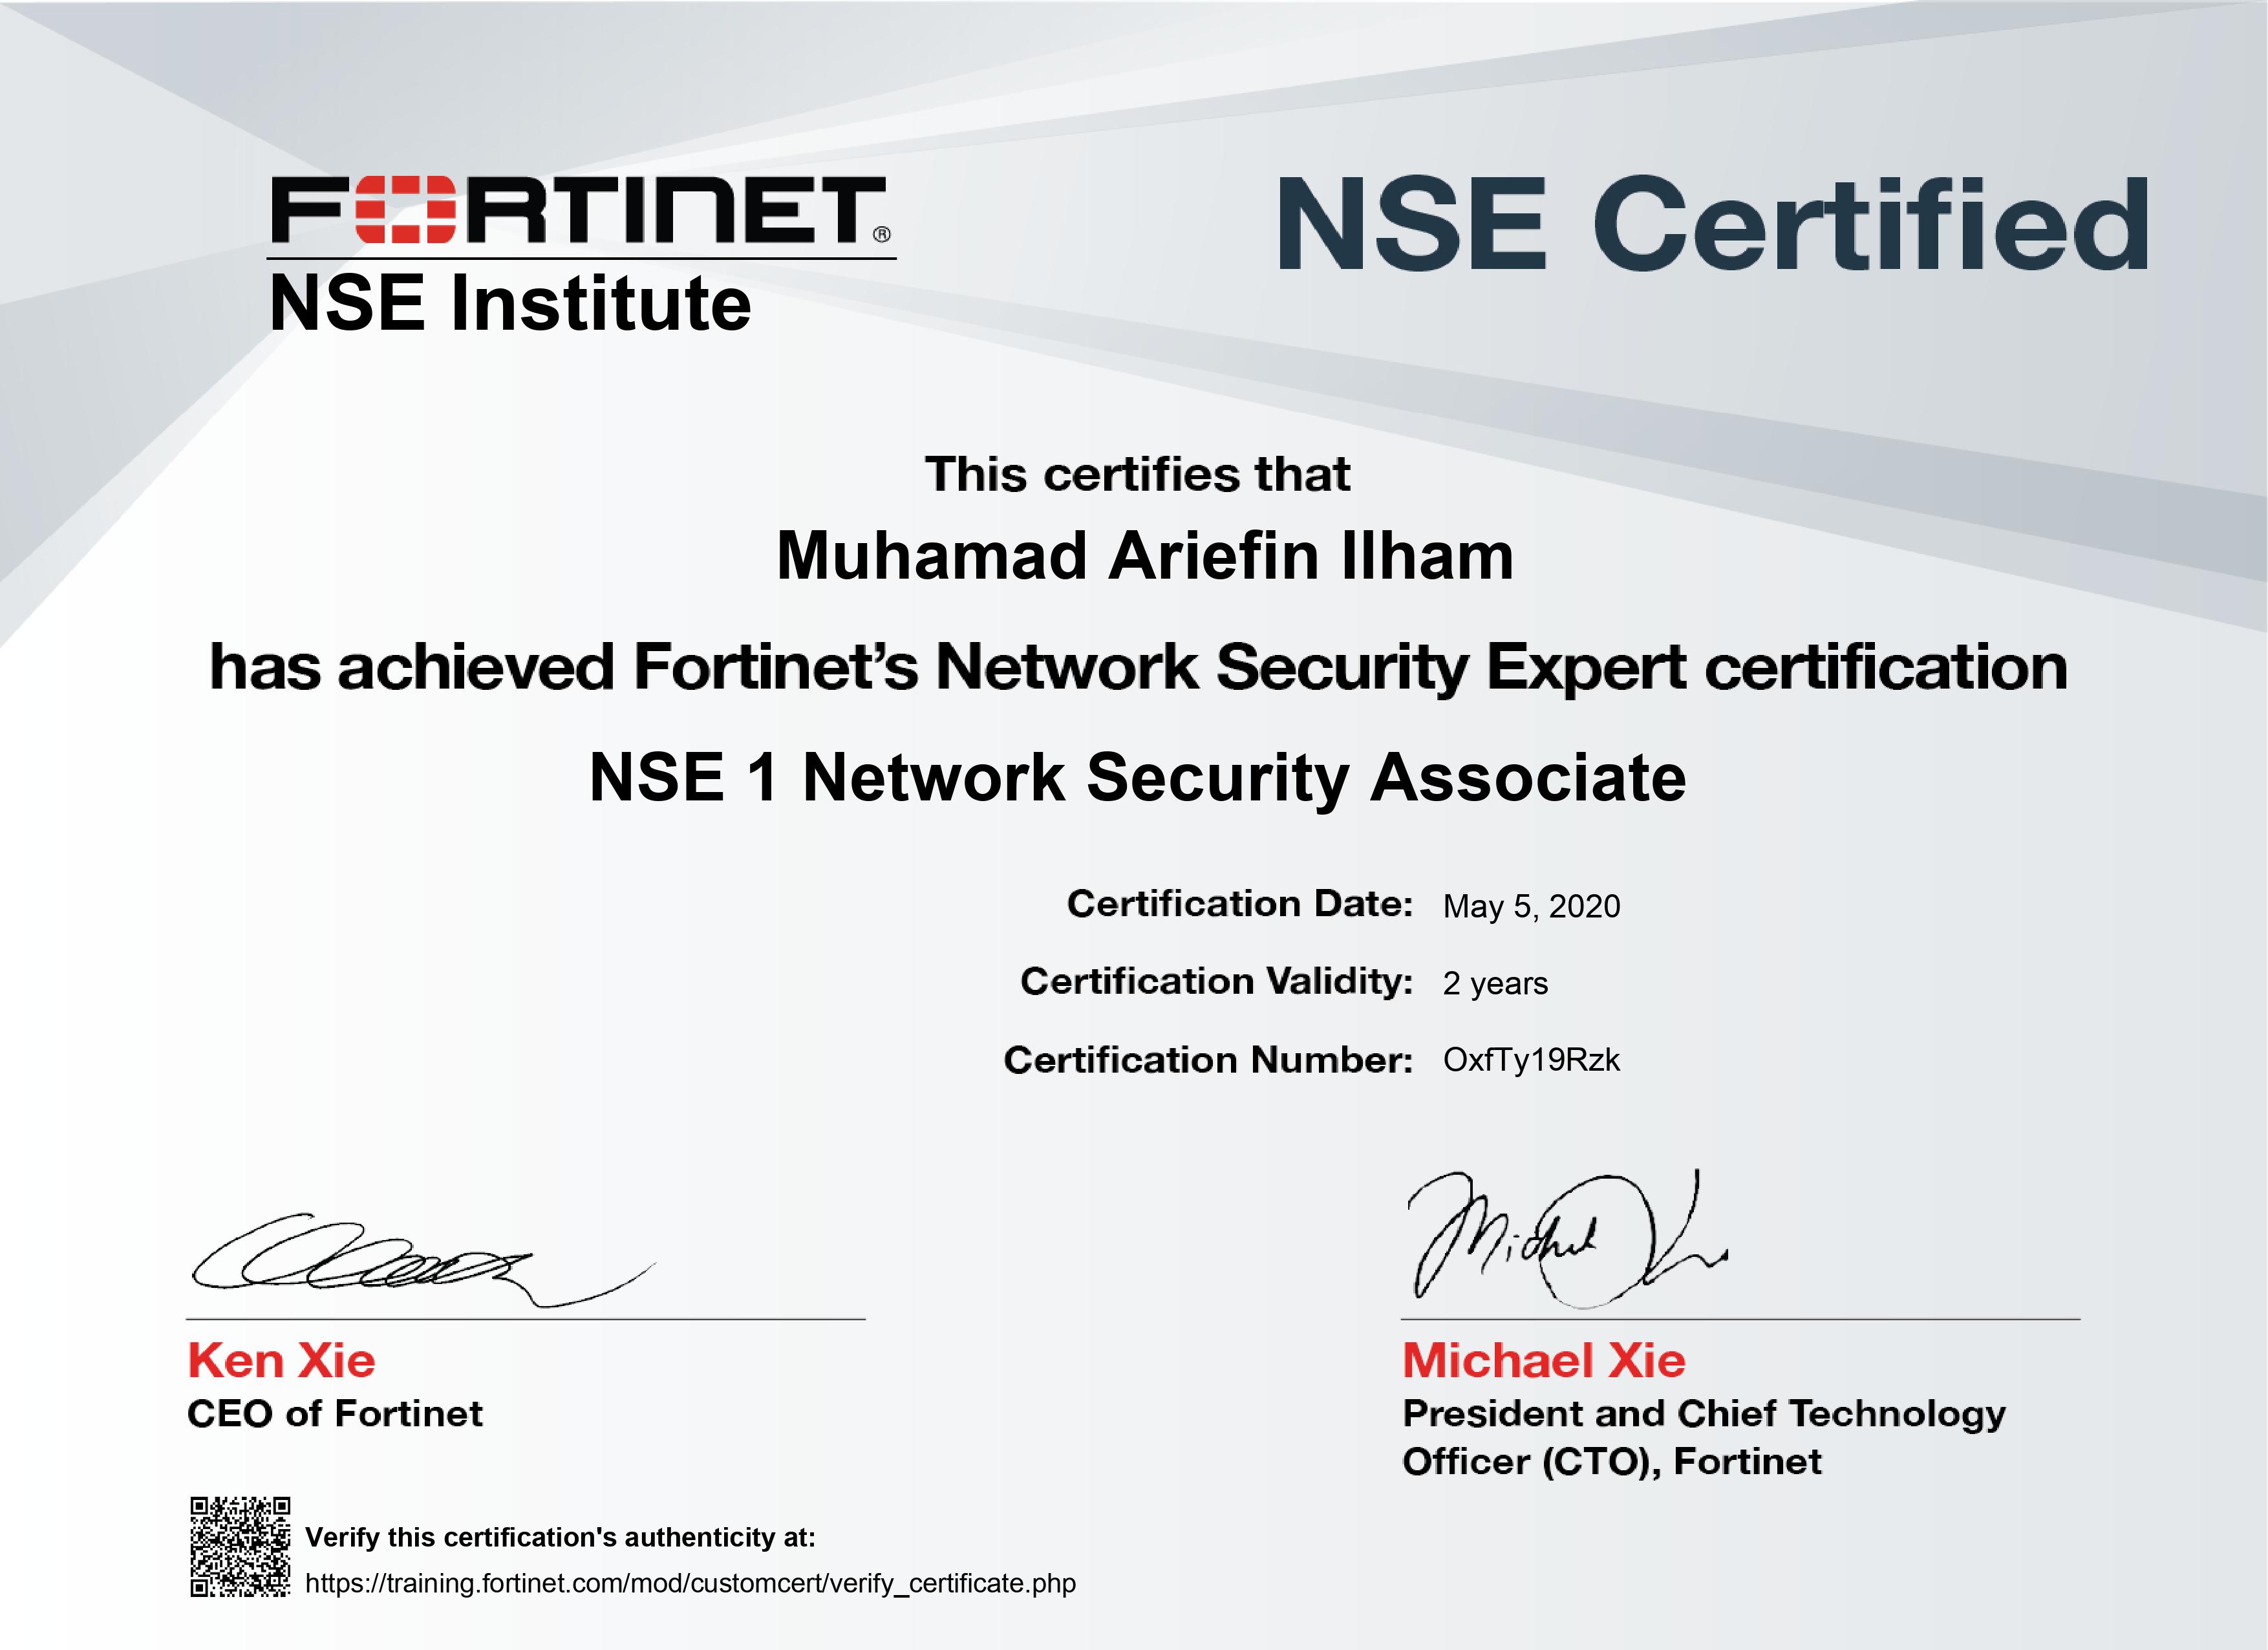 FORTINET®
NSE Institute
NSE Certified
This certifies that
Muhamad Ariefin Ilham
has achieved Fortinet’s Network Security Expert certification
NSE 1 Network Security Associate
Certification Date: May 5, 2020
Certification Validity: 2 years
Certification Number: OxfTy19Rzk
Ken Xie
CEO of Fortinet
Michael Xie
President and Chief Technology
Officer (CTO), Fortinet
Verify this certification's authenticity at:
https://training.fortinet.com/mod/customcert/verify_certificate.php